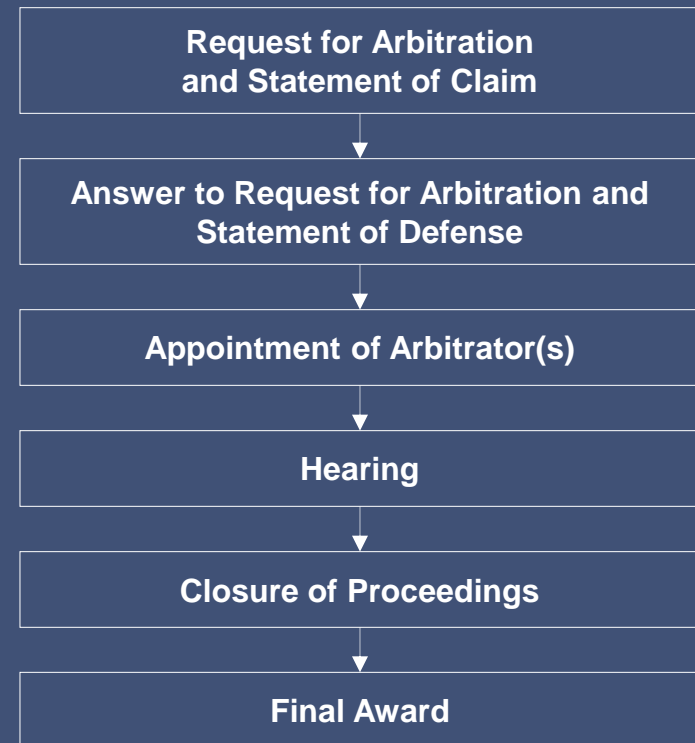 Request for Arbitration
and Statement of Claim
Answer to Request for Arbitration and
Statement of Defense
Appointment of Arbitrator(s)
Hearing
Closure of Proceedings
Final Award